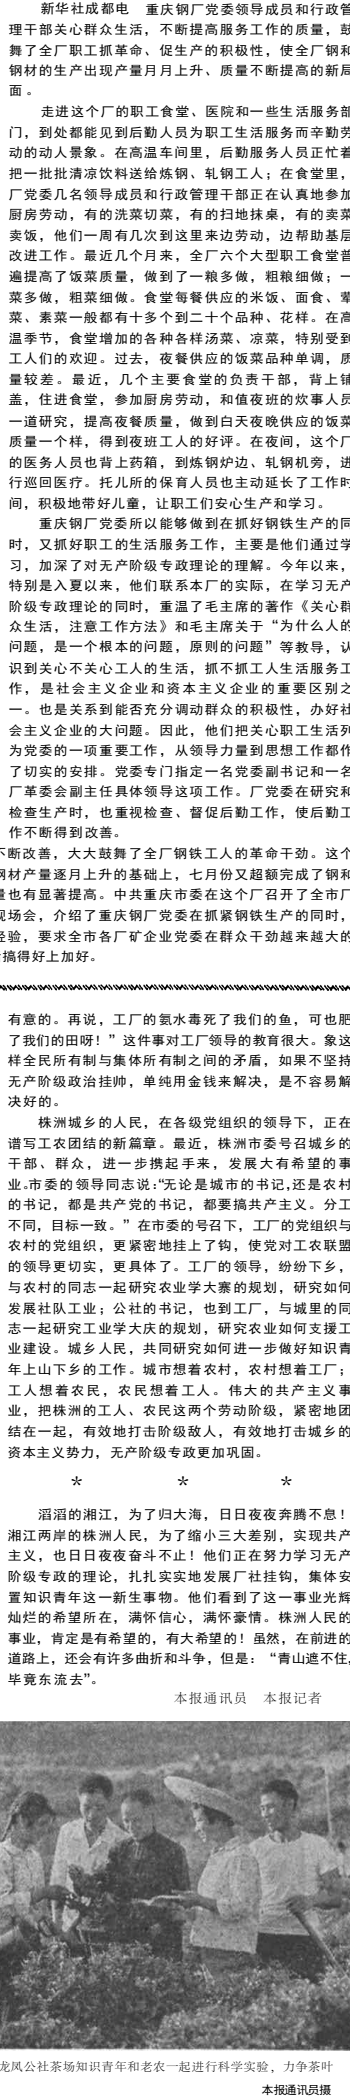 新华社成都电　重庆钢厂党委领导成员和行政管
理干部关心群众生活，不断提高服务工作的质量，鼓
舞了全厂职工抓革命、促生产的积极性，使全厂钢和
钢材的生产出现产量月月上升、质量不断提高的新局
面。
走进这个厂的职工食堂、医院和一些生活服务部
门，到处都能见到后勤人员为职工生活服务而辛勤劳
动的动人景象。在高温车间里，后勤服务人员正忙着
把一批批清凉饮料送给炼钢、轧钢工人；在食堂里，
厂党委几名领导成员和行政管理干部正在认真地参加
厨房劳动，有的洗菜切菜，有的扫地抹桌，有的卖菜
卖饭，他们一周有几次到这里来边劳动，边帮助基层
改进工作。最近几个月来，全厂六个大型职工食堂普
遍提高了饭菜质量，做到了一粮多做，粗粮细做；一
菜多做，粗菜细做。食堂每餐供应的米饭、面食、荤
菜、素菜一般都有十多个到二十个品种、花样。在高
温季节，食堂增加的各种各样汤菜、凉菜，特别受到
工人们的欢迎。过去，夜餐供应的饭菜品种单调，质
量较差。最近，几个主要食堂的负责干部，背上铺
盖，住进食堂，参加厨房劳动，和值夜班的炊事人员
一道研究，提高夜餐质量，做到白天夜晚供应的饭菜
质量一个样，得到夜班工人的好评。在夜间，这个厂
的医务人员也背上药箱，到炼钢炉边、轧钢机旁，进
行巡回医疗。托儿所的保育人员也主动延长了工作时
间，积极地带好儿童，让职工们安心生产和学习。
重庆钢厂党委所以能够做到在抓好钢铁生产的同
时，又抓好职工的生活服务工作，主要是他们通过学
习，加深了对无产阶级专政理论的理解。今年以来，
特别是入夏以来，他们联系本厂的实际，在学习无产
阶级专政理论的同时，重温了毛主席的著作《关心群
众生活，注意工作方法》和毛主席关于“为什么人的
问题，是一个根本的问题，原则的问题”等教导，认
识到关心不关心工人的生活，抓不抓工人生活服务工
作，是社会主义企业和资本主义企业的重要区别之
一。也是关系到能否充分调动群众的积极性，办好社
会主义企业的大问题。因此，他们把关心职工生活列
为党委的一项重要工作，从领导力量到思想工作都作
了切实的安排。党委专门指定一名党委副书记和一名
厂革委会副主任具体领导这项工作。厂党委在研究和
检查生产时，也重视检查、督促后勤工作，使后勤工
作不断得到改善。
不断改善，大大鼓舞了全厂钢铁工人的革命干劲。这个
钢材产量逐月上升的基础上，七月份又超额完成了钢和
量也有显著提高。中共重庆市委在这个厂召开了全市厂
现场会，介绍了重庆钢厂党委在抓紧钢铁生产的同时，
经验，要求全市各厂矿企业党委在群众干劲越来越大的
搞得好上加好。
有意的。再说，工厂的氨水毒死了我们的鱼，可也肥
了我们的田呀！”这件事对工厂领导的教育很大。象这
样全民所有制与集体所有制之间的矛盾，如果不坚持
无产阶级政治挂帅，单纯用金钱来解决，是不容易解
决好的。
株洲城乡的人民，在各级党组织的领导下，正在
谱写工农团结的新篇章。最近，株洲市委号召城乡的
干部、群众，进一步携起手来，发展大有希望的事
业。市委的领导同志说：“无论是城市的书记，还是农村
的书记，都是共产党的书记，都要搞共产主义。分工
不同，目标一致。”在市委的号召下，工厂的党组织与
农村的党组织，更紧密地挂上了钩，使党对工农联盟
的领导更切实，更具体了。工厂的领导，纷纷下乡，
与农村的同志一起研究农业学大寨的规划，研究如何
发展社队工业；公社的书记，也到工厂，与城里的同
志一起研究工业学大庆的规划，研究农业如何支援工
业建设。城乡人民，共同研究如何进一步做好知识青
年上山下乡的工作。城市想着农村，农村想着工厂；
工人想着农民，农民想着工人。伟大的共产主义事
业，把株洲的工人、农民这两个劳动阶级，紧密地团
结在一起，有效地打击阶级敌人，有效地打击城乡的
资本主义势力，无产阶级专政更加巩固。
＊　＊　＊
滔滔的湘江，为了归大海，日日夜夜奔腾不息！
湘江两岸的株洲人民，为了缩小三大差别，实现共产
主义，也日日夜夜奋斗不止！他们正在努力学习无产
阶级专政的理论，扎扎实实地发展厂社挂钩，集体安
置知识青年这一新生事物。他们看到了这一事业光辉
灿烂的希望所在，满怀信心，满怀豪情。株洲人民的
事业，肯定是有希望的，有大希望的！虽然，在前进的
道路上，还会有许多曲折和斗争，但是：“青山遮不住，
毕竟东流去”。
本报通讯员　本报记者
龙凤公社茶场知识青年和老农一起进行科学实验，力争茶叶
本报通讯员摄